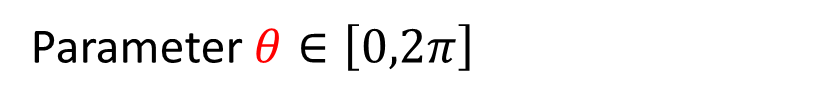 Parameter θ ∈ [0,2π]